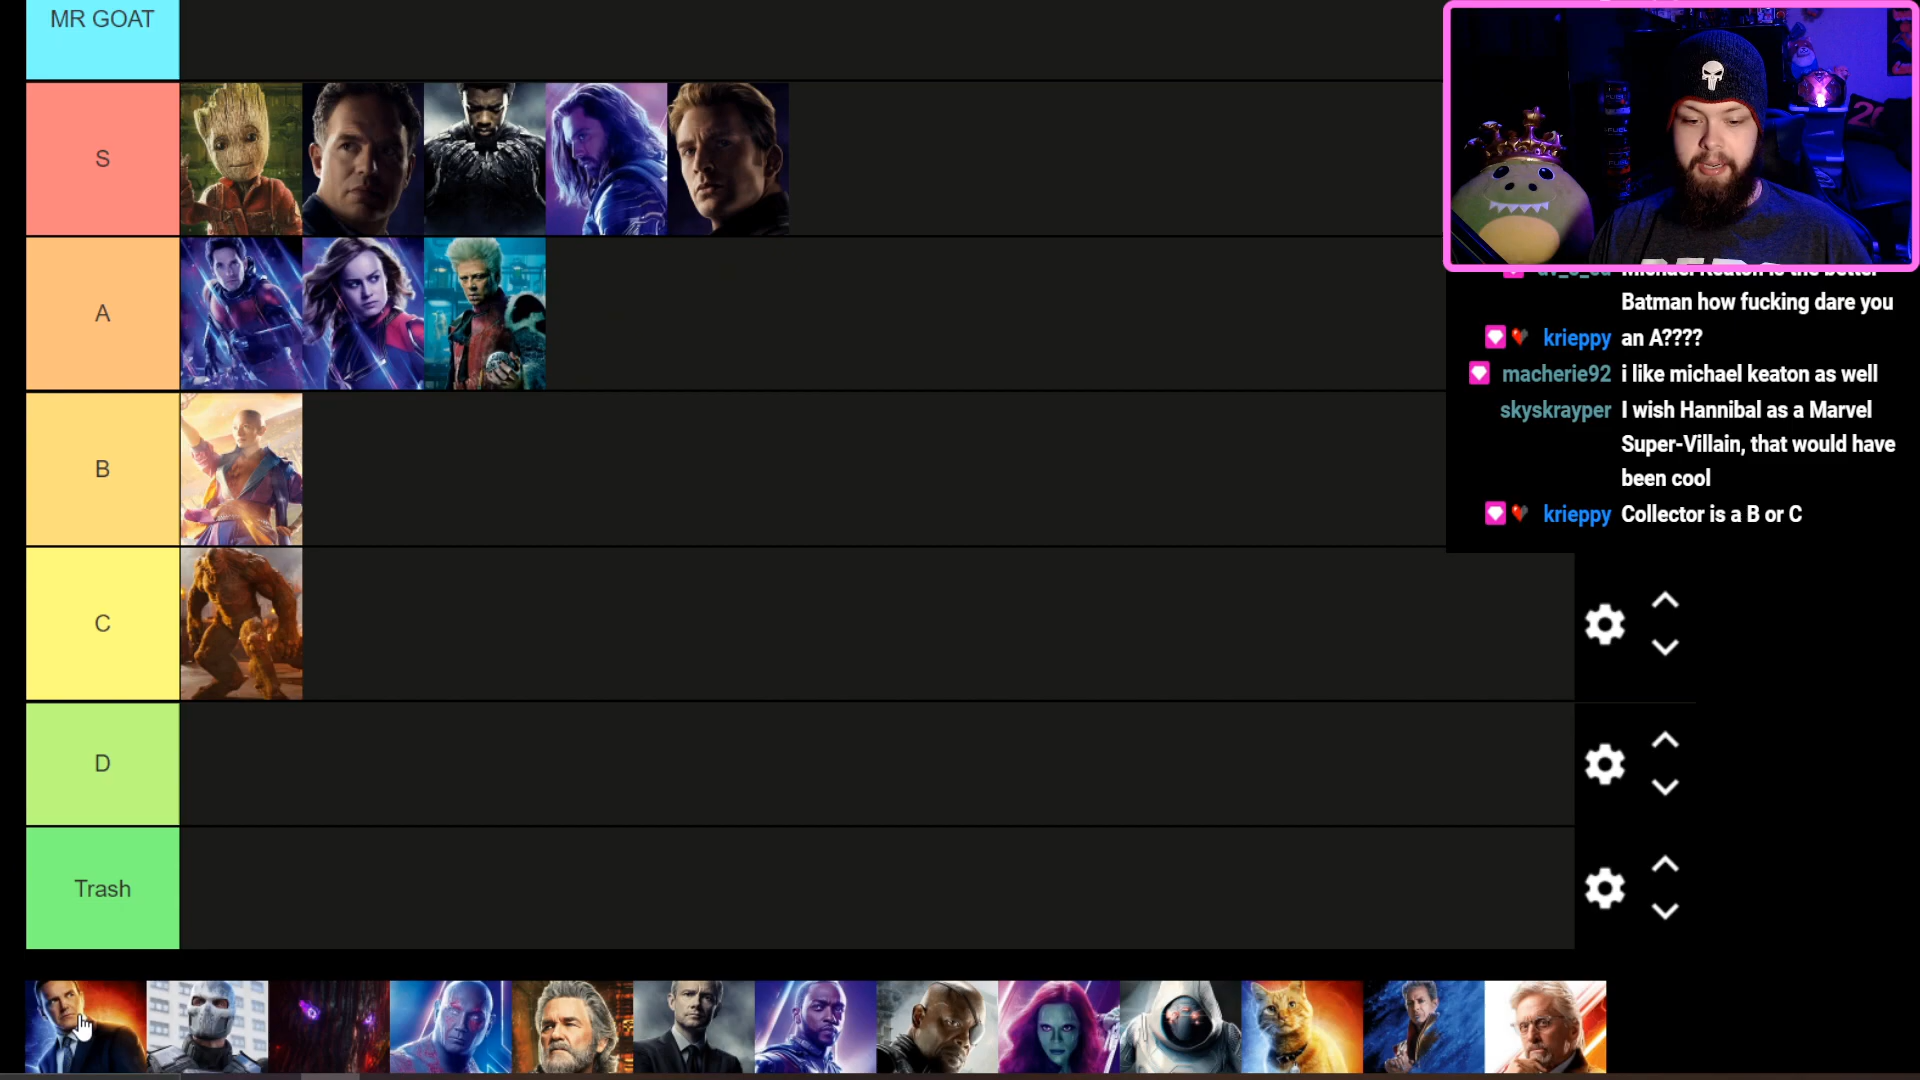 MR GOAT
S
A
B
C
D
Trash
Batman how fucking dare you
krieppy an A????
macherie92 i like michael keaton as well
skyskrayper I wish Hannibal as a Marvel
Super-Villain, that would have
been cool
krieppy Collector is a B or C